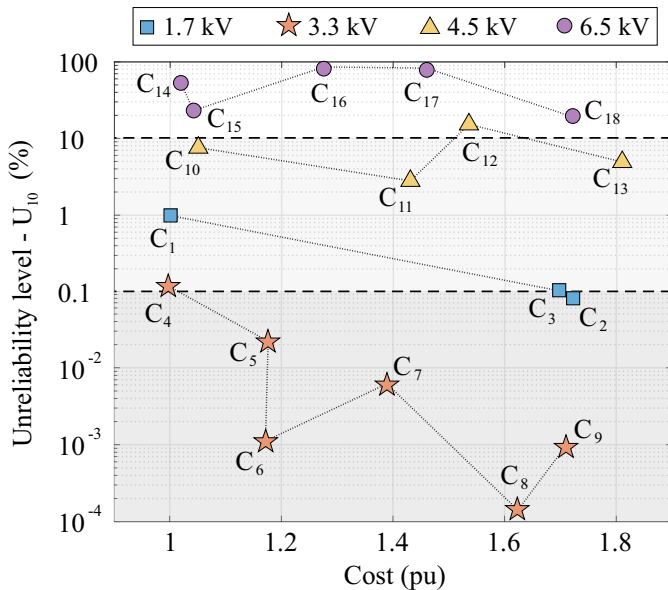 1.7 kV 3.3 kV 4.5 kV 6.5 kV
100
10
1
0.1
10⁻²
10⁻³
10⁻⁴
Unreliability level - U₁₀ (%)
C₁₄
C₁₅
C₁₆
C₁₇
C₁₈
C₁₀
C₁₁
C₁₂
C₁₃
C₁
C₃
C₂
C₄
C₅
C₆
C₇
C₈
C₉
1 1.2 1.4 1.6 1.8
Cost (pu)